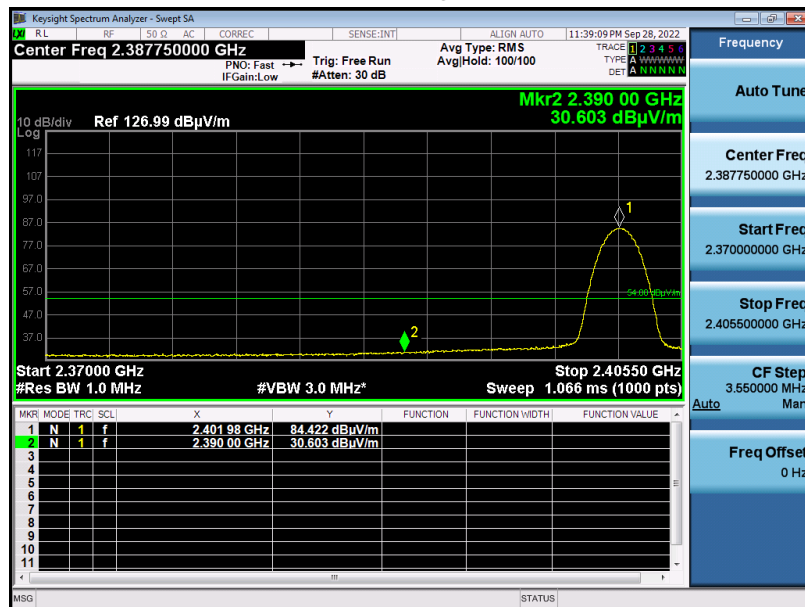 Keysight Spectrum Analyzer - Swept SA
LXI RL RF 50 Ω AC CORREC SENSE:INT ALIGN AUTO 11:39:09 PM Sep 28, 2022
Center Freq 2.387750000 GHz
PNO: Fast
IFGain:Low
Trig: Free Run
#Atten: 30 dB
Avg Type: RMS
Avg|Hold: 100/100
TRACE 1 2 3 4 5 6
TYPE A WWWWW
DET A N N N N N
Mkr2 2.390 00 GHz
30.603 dBµV/m
10 dB/div Ref 126.99 dBµV/m
Log
117
107
97.0
87.0
77.0
67.0
57.0
47.0
37.0
1
54.00 dBµV/m
2
Start 2.37000 GHz Stop 2.40550 GHz
#Res BW 1.0 MHz #VBW 3.0 MHz* Sweep 1.066 ms (1000 pts)
MKR MODE TRC SCL X Y FUNCTION FUNCTION WIDTH FUNCTION VALUE
1 N 1 f 2.401 98 GHz 84.422 dBµV/m
2 N 1 f 2.390 00 GHz 30.603 dBµV/m
3
4
5
6
7
8
9
10
11
MSG STATUS
Frequency
Auto Tune
Center Freq
2.387750000 GHz
Start Freq
2.370000000 GHz
Stop Freq
2.405500000 GHz
CF Step
3.550000 MHz
Auto Man
Freq Offset
0 Hz